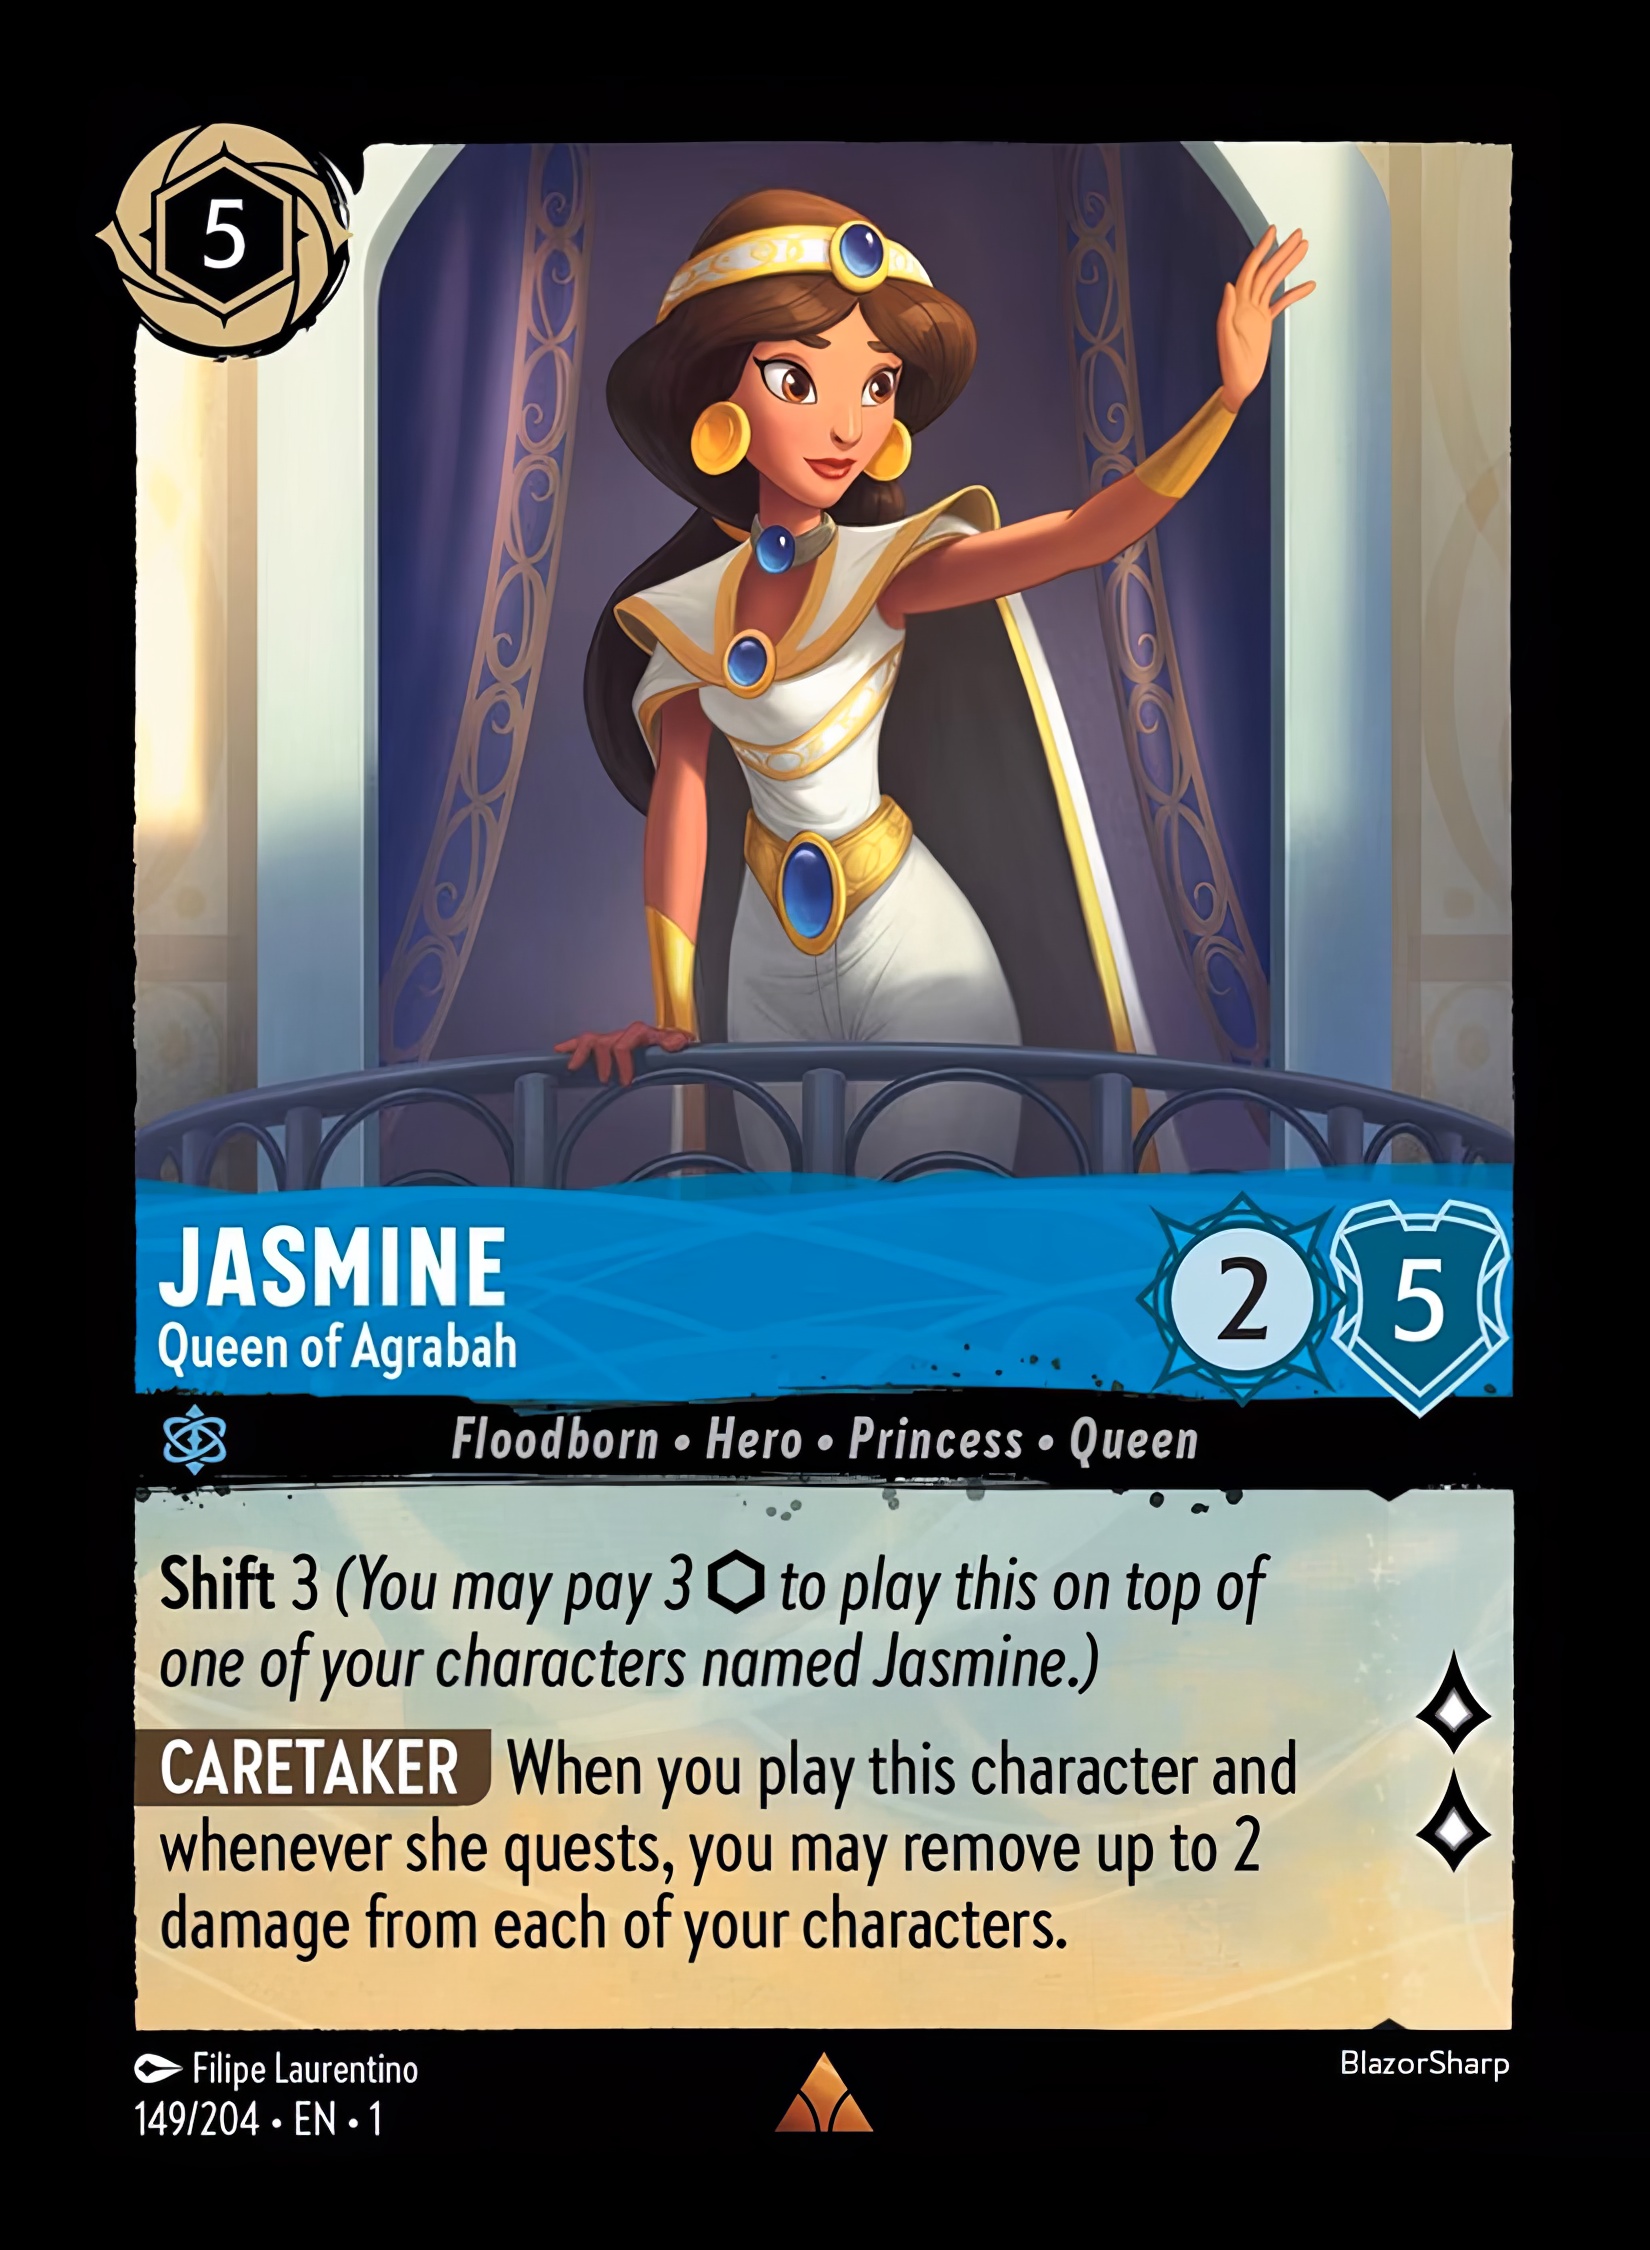 5
JASMINE
Queen of Agrabah
2 5
Floodborn • Hero • Princess • Queen
Shift 3 (You may pay 3 ⬡ to play this on top of
one of your characters named Jasmine.)
CARETAKER When you play this character and
whenever she quests, you may remove up to 2
damage from each of your characters.
Filipe Laurentino
BlazorSharp
149/204 • EN • 1